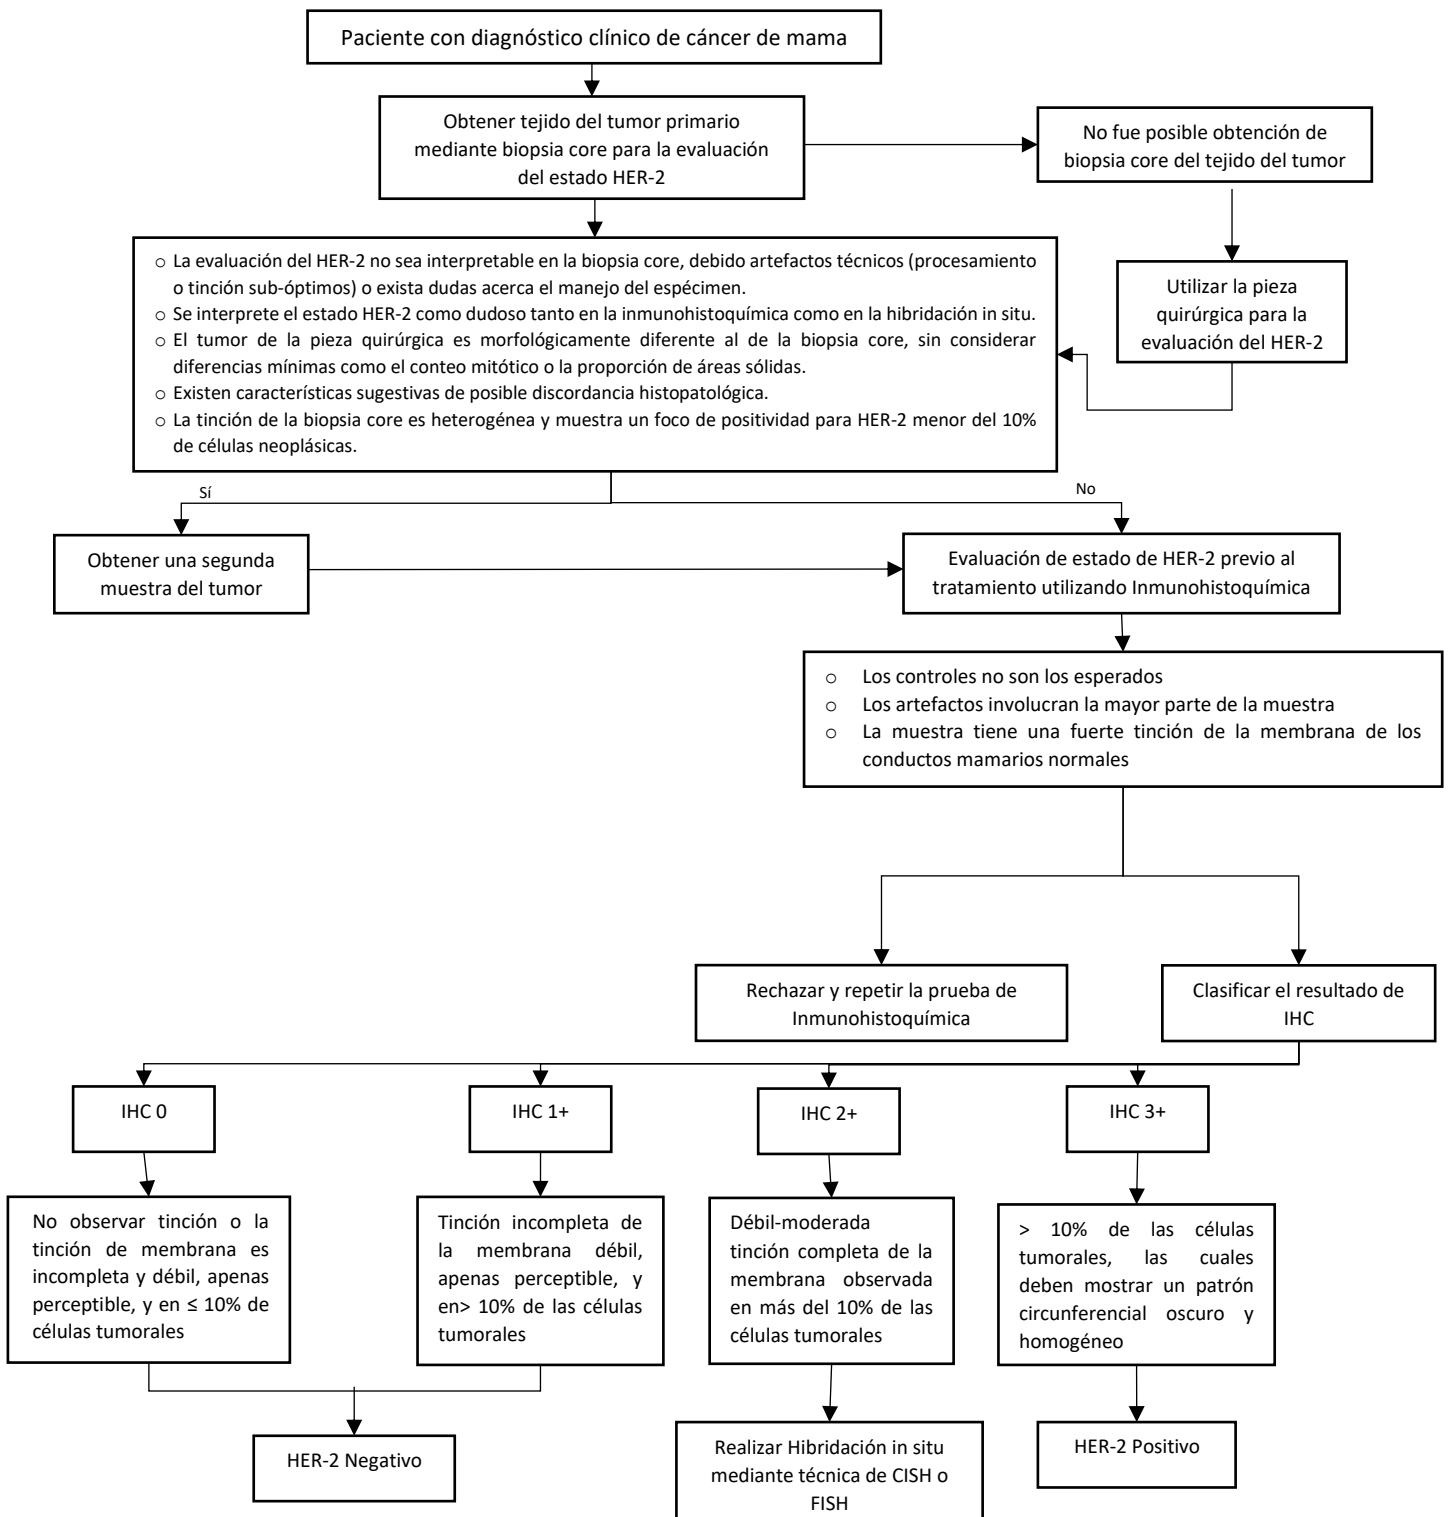 Paciente con diagnóstico clínico de cáncer de mama
Obtener tejido del tumor primario
mediante biopsia core para la evaluación
del estado HER-2
No fue posible obtención de
biopsia core del tejido del tumor
○ La evaluación del HER-2 no sea interpretable en la biopsia core, debido artefactos técnicos (procesamiento
o tinción sub-óptimos) o exista dudas acerca el manejo del espécimen.
○ Se interprete el estado HER-2 como dudoso tanto en la inmunohistoquímica como en la hibridación in situ.
○ El tumor de la pieza quirúrgica es morfológicamente diferente al de la biopsia core, sin considerar
diferencias mínimas como el conteo mitótico o la proporción de áreas sólidas.
○ Existen características sugestivas de posible discordancia histopatológica.
○ La tinción de la biopsia core es heterogénea y muestra un foco de positividad para HER-2 menor del 10%
de células neoplásicas.
Utilizar la pieza
quirúrgica para la
evaluación del HER-2
Sí
No
Obtener una segunda
muestra del tumor
Evaluación de estado de HER-2 previo al
tratamiento utilizando Inmunohistoquímica
○ Los controles no son los esperados
○ Los artefactos involucran la mayor parte de la muestra
○ La muestra tiene una fuerte tinción de la membrana de los
conductos mamarios normales
Rechazar y repetir la prueba de
Inmunohistoquímica
Clasificar el resultado de
IHC
IHC 0
IHC 1+
IHC 2+
IHC 3+
No observar tinción o la
tinción de membrana es
incompleta y débil, apenas
perceptible, y en ≤ 10% de
células tumorales
Tinción incompleta de
la membrana débil,
apenas perceptible, y
en> 10% de las células
tumorales
Débil-moderada
tinción completa de la
membrana observada
en más del 10% de las
células tumorales
> 10% de las células
tumorales, las cuales
deben mostrar un patrón
circunferencial oscuro y
homogéneo
HER-2 Negativo
Realizar Hibridación in situ
mediante técnica de CISH o
FISH
HER-2 Positivo